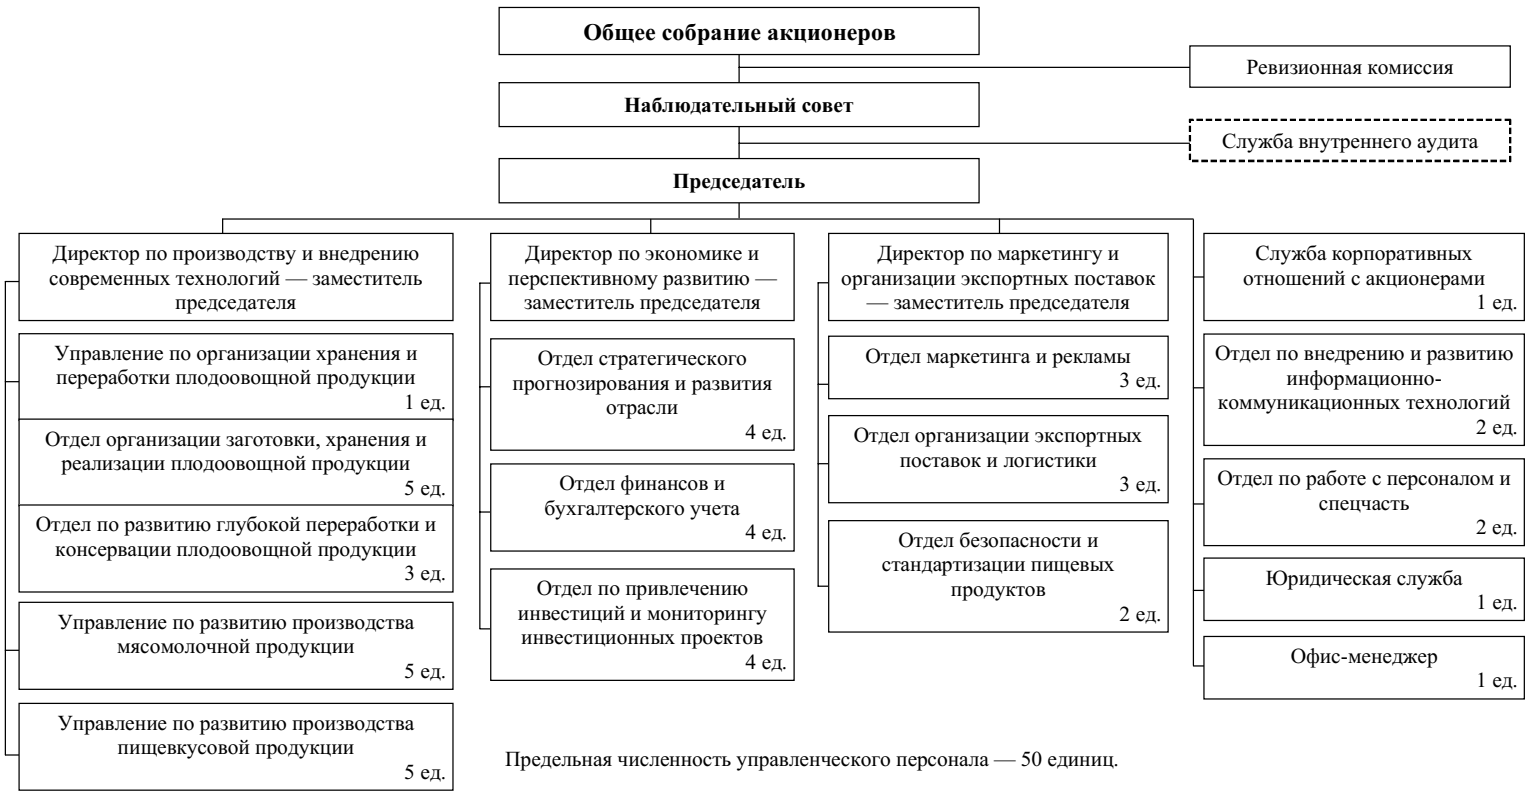 Общее собрание акционеров
Ревизионная комиссия
Наблюдательный совет
Служба внутреннего аудита
Председатель
Директор по производству и внедрению
современных технологий — заместитель
председателя
Управление по организации хранения и
переработки плодоовощной продукции
1 ед.
Отдел организации заготовки, хранения и
реализации плодоовощной продукции
5 ед.
Отдел по развитию глубокой переработки и
консервации плодоовощной продукции
3 ед.
Управление по развитию производства
мясомолочной продукции
5 ед.
Управление по развитию производства
пищевкусовой продукции
5 ед.
Директор по экономике и
перспективному развитию —
заместитель председателя
Отдел стратегического
прогнозирования и развития
отрасли
4 ед.
Отдел финансов и
бухгалтерского учета
4 ед.
Отдел по привлечению
инвестиций и мониторингу
инвестиционных проектов
4 ед.
Директор по маркетингу и
организации экспортных поставок
— заместитель председателя
Отдел маркетинга и рекламы
3 ед.
Отдел организации экспортных
поставок и логистики
3 ед.
Отдел безопасности и
стандартизации пищевых
продуктов
2 ед.
Служба корпоративных
отношений с акционерами
1 ед.
Отдел по внедрению и развитию
информационно-
коммуникационных технологий
2 ед.
Отдел по работе с персоналом и
спецчасть
2 ед.
Юридическая служба
1 ед.
Офис-менеджер
1 ед.
Предельная численность управленческого персонала — 50 единиц.